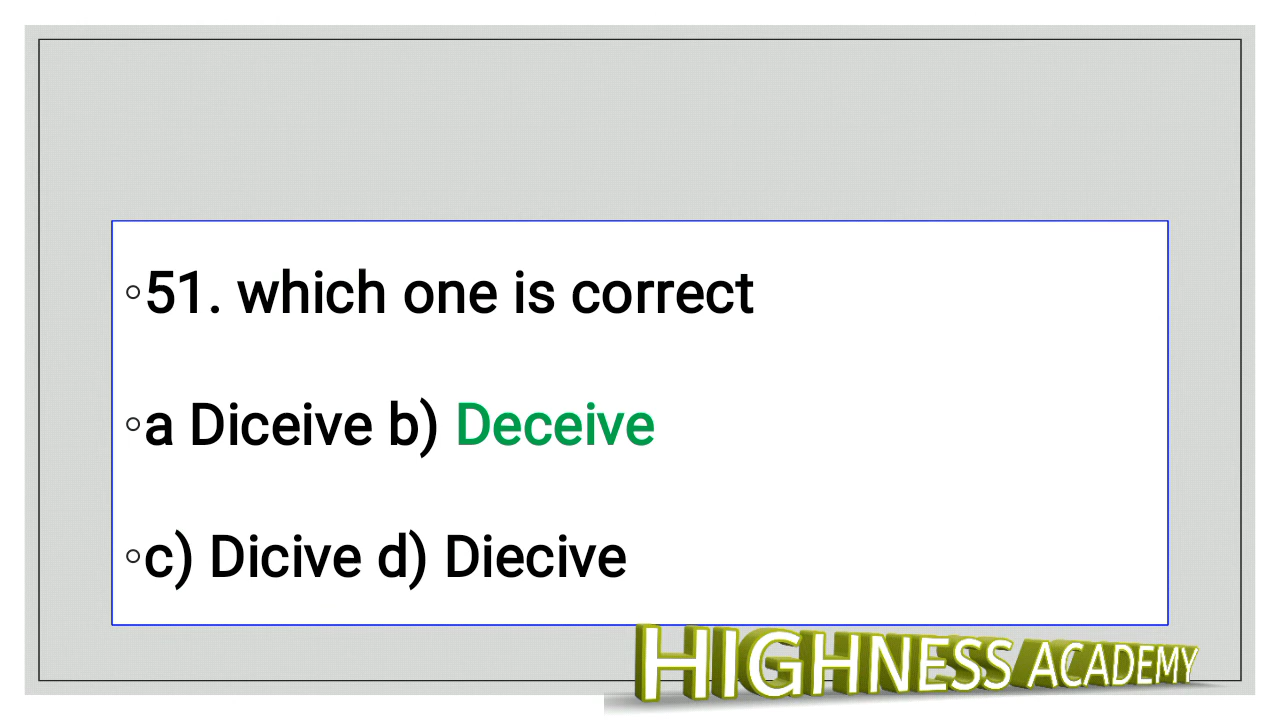 ◦51. which one is correct
◦a Diceive b) Deceive
◦c) Dicive d) Diecive
HIGHNESS ACADEMY